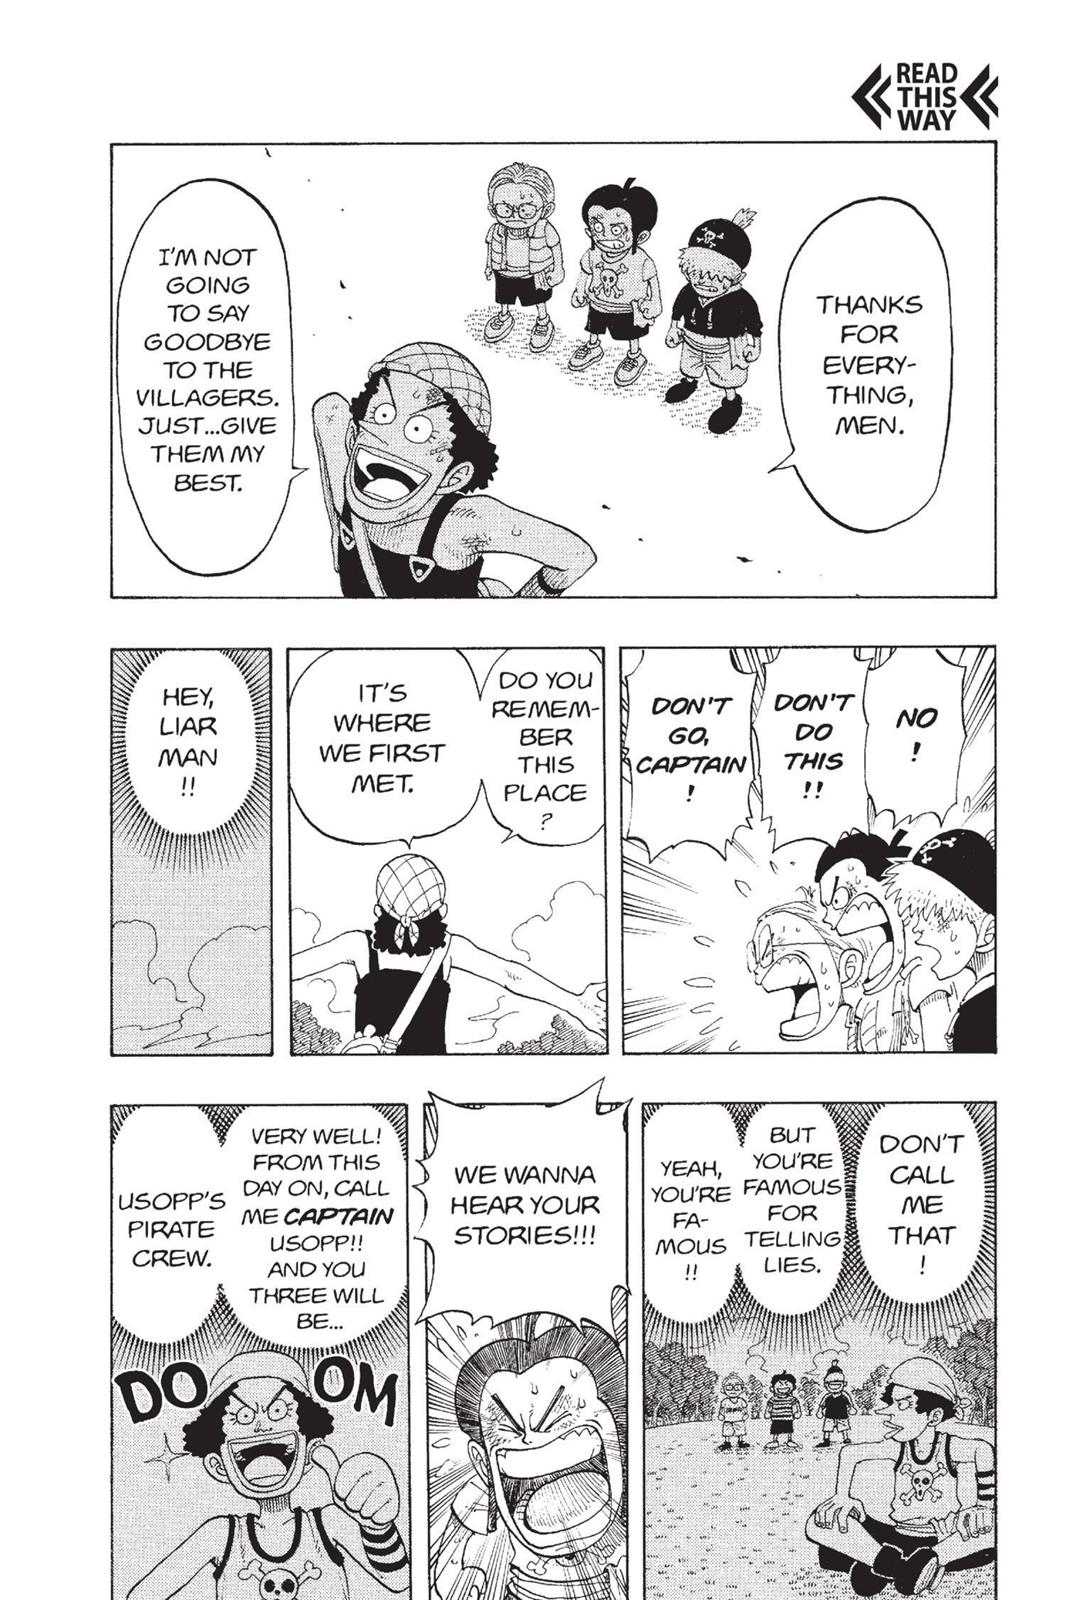 READ
THIS
WAY
THANKS
FOR
EVERY-
THING,
MEN.
I'M NOT
GOING
TO SAY
GOODBYE
TO THE
VILLAGERS.
JUST...GIVE
THEM MY
BEST.
NO
!
DON'T
DO
THIS
!!
DON'T
GO,
CAPTAIN
!
DO YOU
REMEM-
BER
THIS
PLACE
?
IT'S
WHERE
WE FIRST
MET.
HEY,
LIAR
MAN
!!
DON'T
CALL
ME
THAT
!
BUT
YOU'RE
FAMOUS
FOR
TELLING
LIES.
YEAH,
YOU'RE
FA-
MOUS
!!
WE WANNA
HEAR YOUR
STORIES!!!
VERY WELL!
FROM THIS
DAY ON, CALL
ME CAPTAIN
USOPP!!
AND YOU
THREE WILL
BE...
USOPP'S
PIRATE
CREW.
DOOM